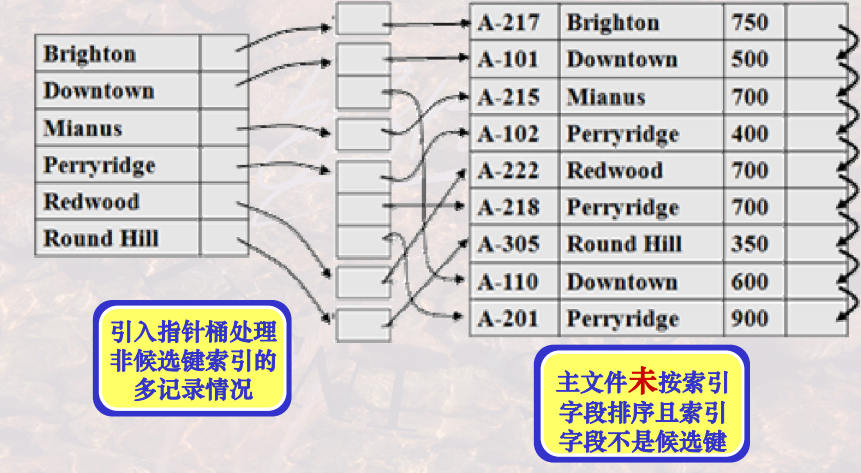 Brighton
Downtown
Mianus
Perryridge
Redwood
Round Hill
A-217 Brighton 750
A-101 Downtown 500
A-215 Mianus 700
A-102 Perryridge 400
A-222 Redwood 700
A-218 Perryridge 700
A-305 Round Hill 350
A-110 Downtown 600
A-201 Perryridge 900
引入指针桶处理
非候选键索引的
多记录情况
主文件未按索引
字段排序且索引
字段不是候选键